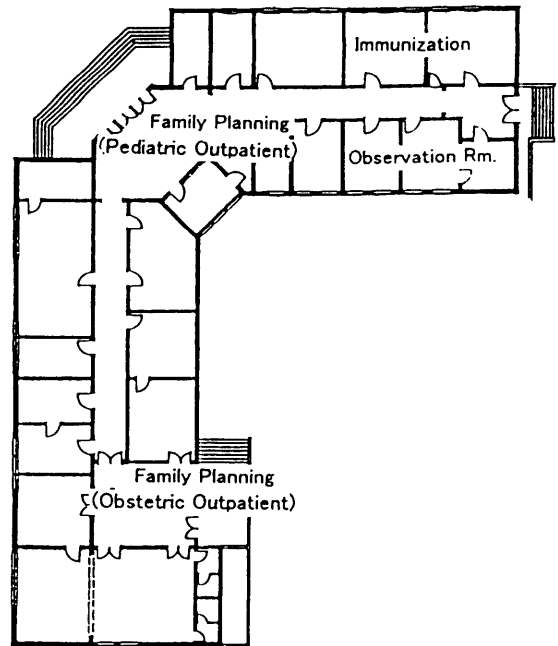 Immunization
Family Planning
(Pediatric Outpatient)
Observation Rm.
Family Planning
(Obstetric Outpatient)